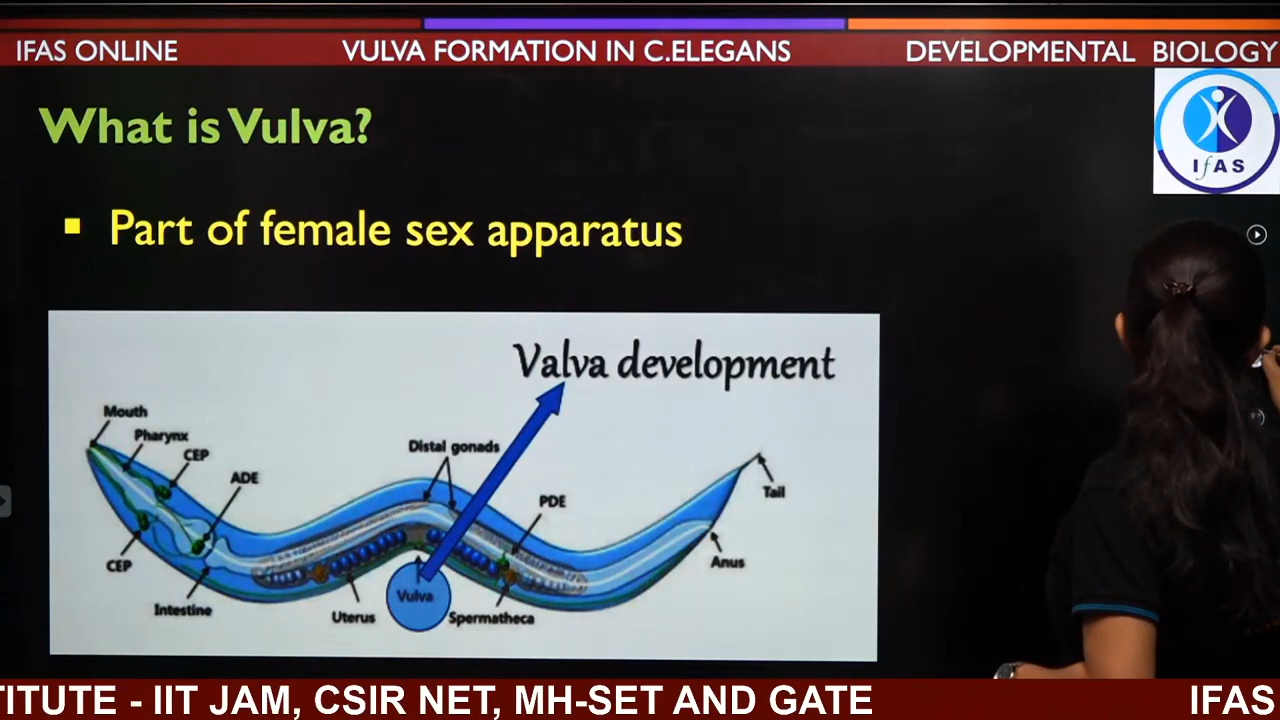 IFAS ONLINE VULVA FORMATION IN C.ELEGANS DEVELOPMENTAL BIOLOGY
IfAS
What is Vulva?
▪ Part of female sex apparatus
Valva development
Mouth
Pharynx
CEP
ADE
Distal gonads
PDE
Tail
CEP
Intestine
Uterus
Vulva
Spermatheca
Anus
TITUTE - IIT JAM, CSIR NET, MH-SET AND GATE IFAS